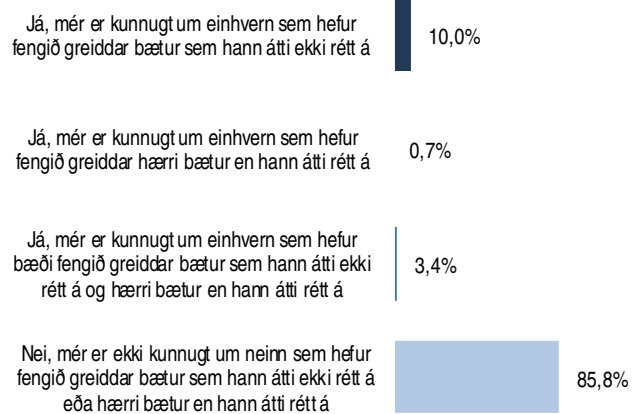 Já, mér er kunnugt um einhvern sem hefur
fengið greiddar bætur sem hann átti ekki rétt á
10,0%
Já, mér er kunnugt um einhvern sem hefur
fengið greiddar hærri bætur en hann átti rétt á
0,7%
Já, mér er kunnugt um einhvern sem hefur
bæði fengið greiddar bætur sem hann átti ekki
rétt á og hærri bætur en hann átti rétt á
3,4%
Nei, mér er ekki kunnugt um neinn sem hefur
fengið greiddar bætur sem hann átti ekki rétt á
eða hærri bætur en hann átti rétt á
85,8%